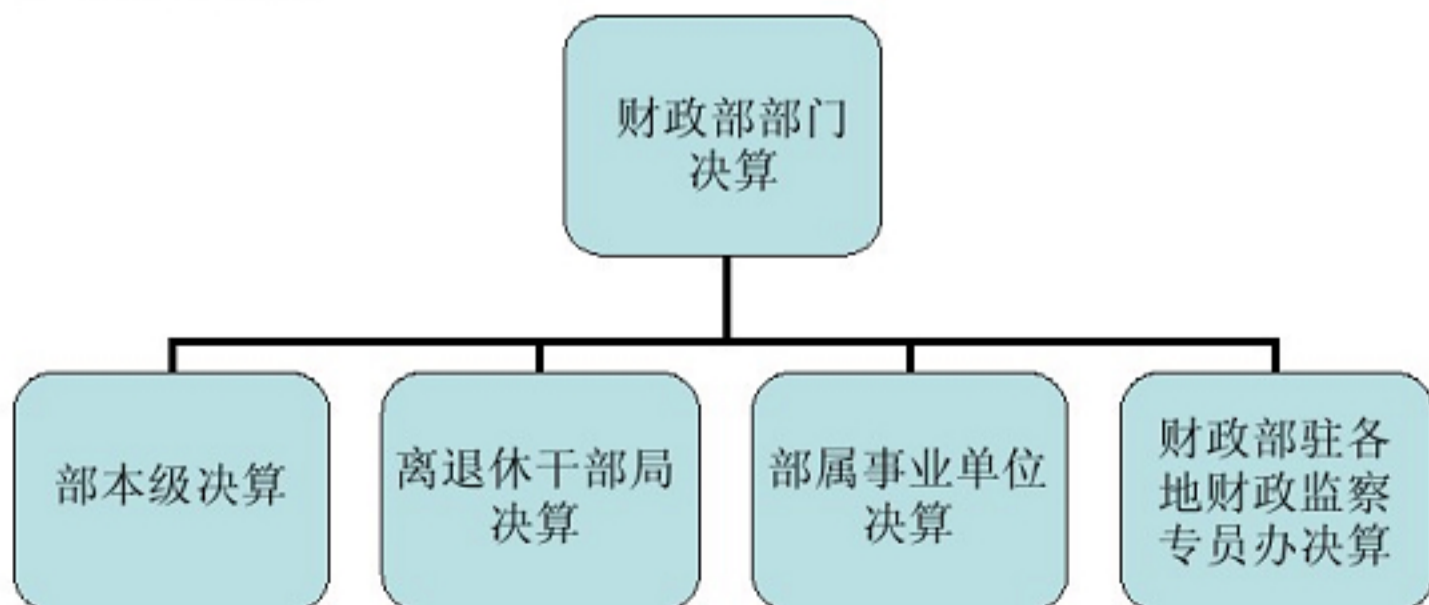 财政部部门
决算
部本级决算
离退休干部局
决算
部属事业单位
决算
财政部驻各
地财政监察
专员办决算